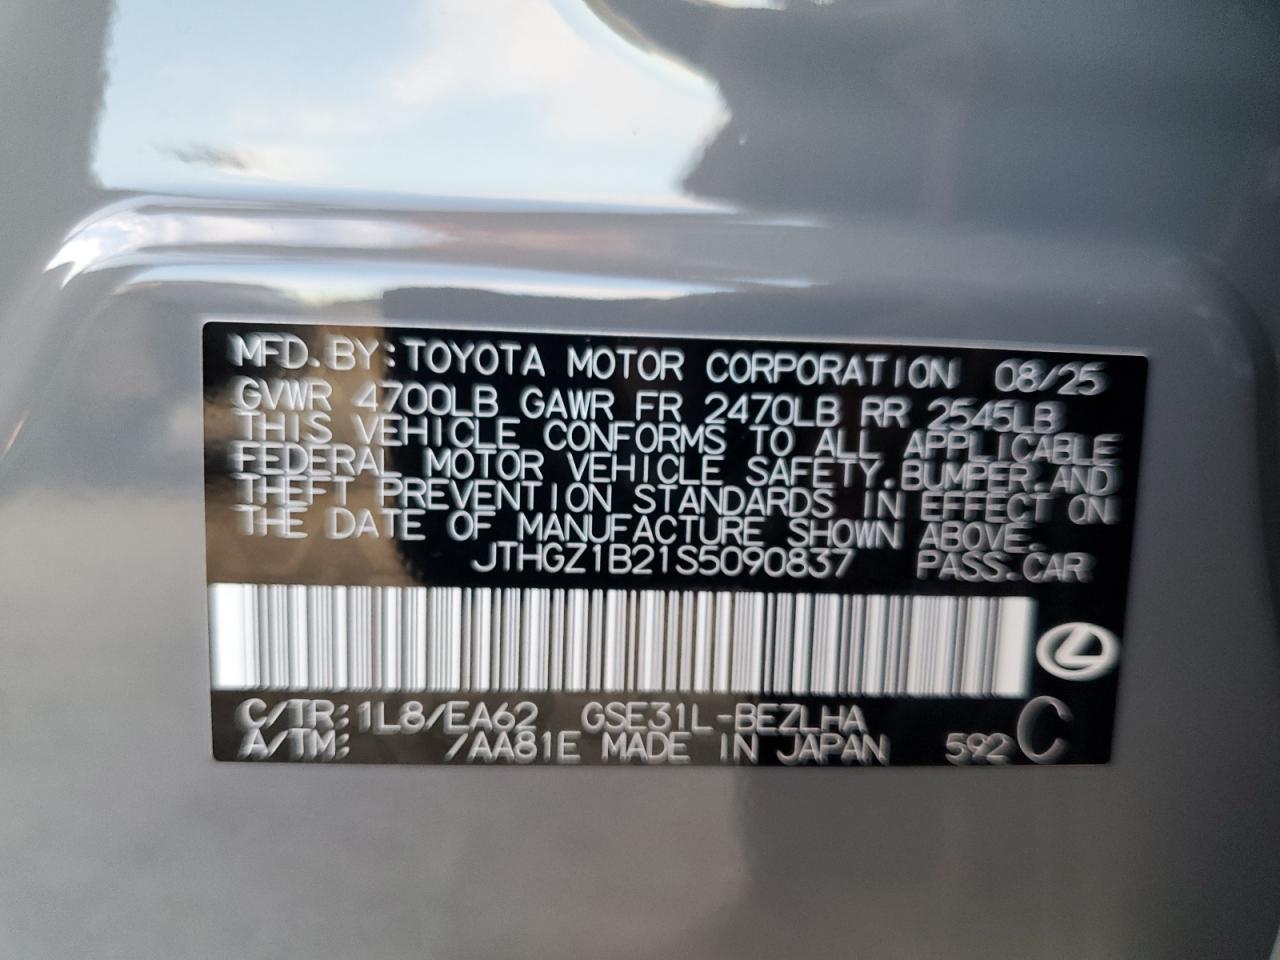 MFD. BY: TOYOTA MOTOR CORPORATION 08/25
GVWR 4700LB GAWR FR 2470LB RR 2545LB
THIS VEHICLE CONFORMS TO ALL APPLICABLE
FEDERAL MOTOR VEHICLE SAFETY, BUMPER, AND
THEFT PREVENTION STANDARDS IN EFFECT ON
THE DATE OF MANUFACTURE SHOWN ABOVE.
JTHGZ1B21S5090837 PASS. CAR
C/TR: 1L8/EA62 GSE31L-BEZLHA C
A/TM: /AA81E MADE IN JAPAN 592